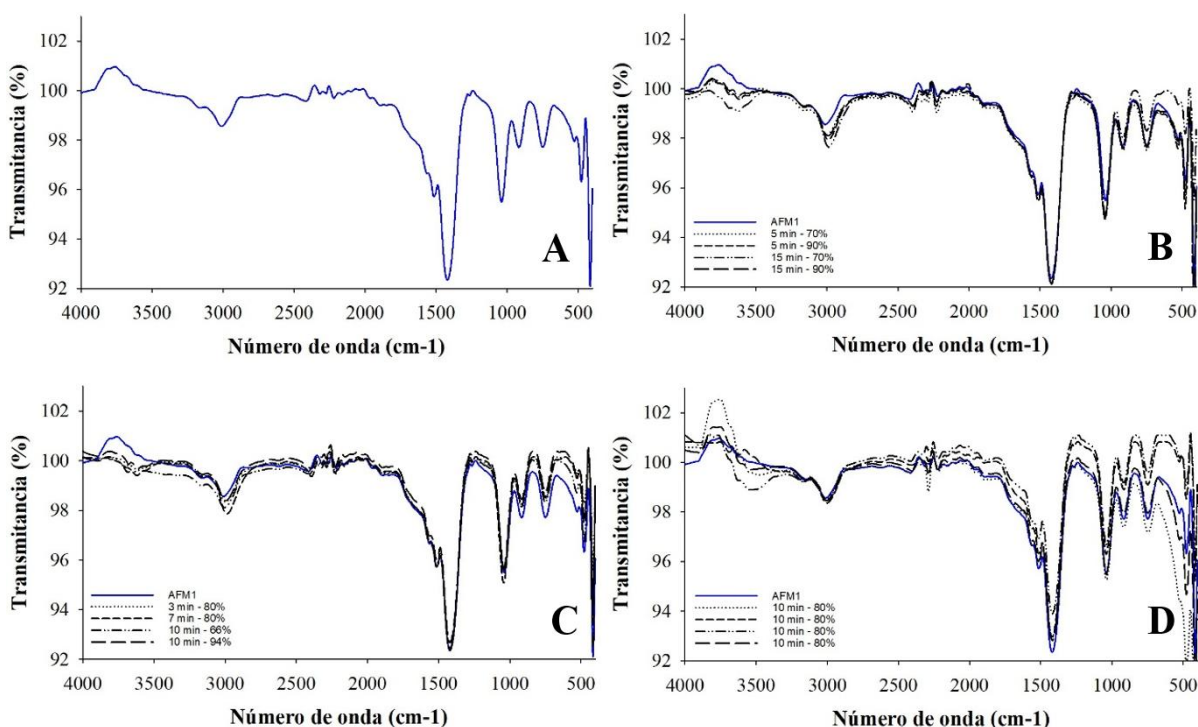 102
100
98
96
94
92
Transmitancia (%)
A
4000 3500 3000 2500 2000 1500 1000 500
Número de onda (cm-1)
102
100
98
96
94
92
Transmitancia (%)
AFM1
5 min - 70%
5 min - 90%
15 min - 70%
15 min - 90%
B
4000 3500 3000 2500 2000 1500 1000 500
Número de onda (cm-1)
102
100
98
96
94
92
Transmitancia (%)
AFM1
3 min - 80%
7 min - 80%
10 min - 66%
10 min - 94%
C
4000 3500 3000 2500 2000 1500 1000 500
Número de onda (cm-1)
102
100
98
96
94
92
Transmitancia (%)
AFM1
10 min - 80%
10 min - 80%
10 min - 80%
10 min - 80%
D
4000 3500 3000 2500 2000 1500 1000 500
Número de onda (cm-1)